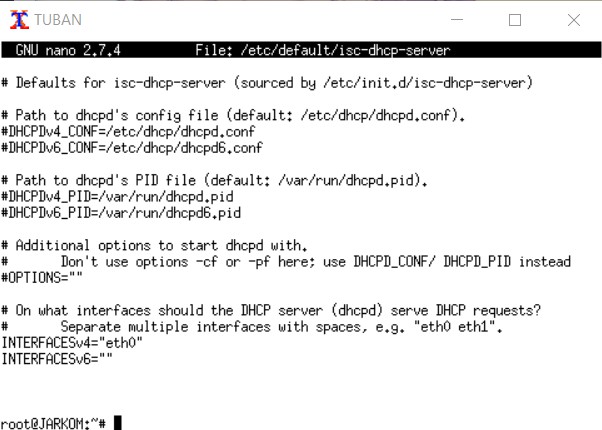 TUBAN
GNU nano 2.7.4 File: /etc/default/isc-dhcp-server
# Defaults for isc-dhcp-server (sourced by /etc/init.d/isc-dhcp-server)
# Path to dhcpd's config file (default: /etc/dhcp/dhcpd.conf).
#DHCPDv4_CONF=/etc/dhcp/dhcpd.conf
#DHCPDv6_CONF=/etc/dhcp/dhcpd6.conf
# Path to dhcpd's PID file (default: /var/run/dhcpd.pid).
#DHCPDv4_PID=/var/run/dhcpd.pid
#DHCPDv6_PID=/var/run/dhcpd6.pid
# Additional options to start dhcpd with.
#       Don't use options -cf or -pf here; use DHCPD_CONF/ DHCPD_PID instead
#OPTIONS=""
# On what interfaces should the DHCP server (dhcpd) serve DHCP requests?
#       Separate multiple interfaces with spaces, e.g. "eth0 eth1".
INTERFACESv4="eth0"
INTERFACESv6=""
root@JARKOM:~#